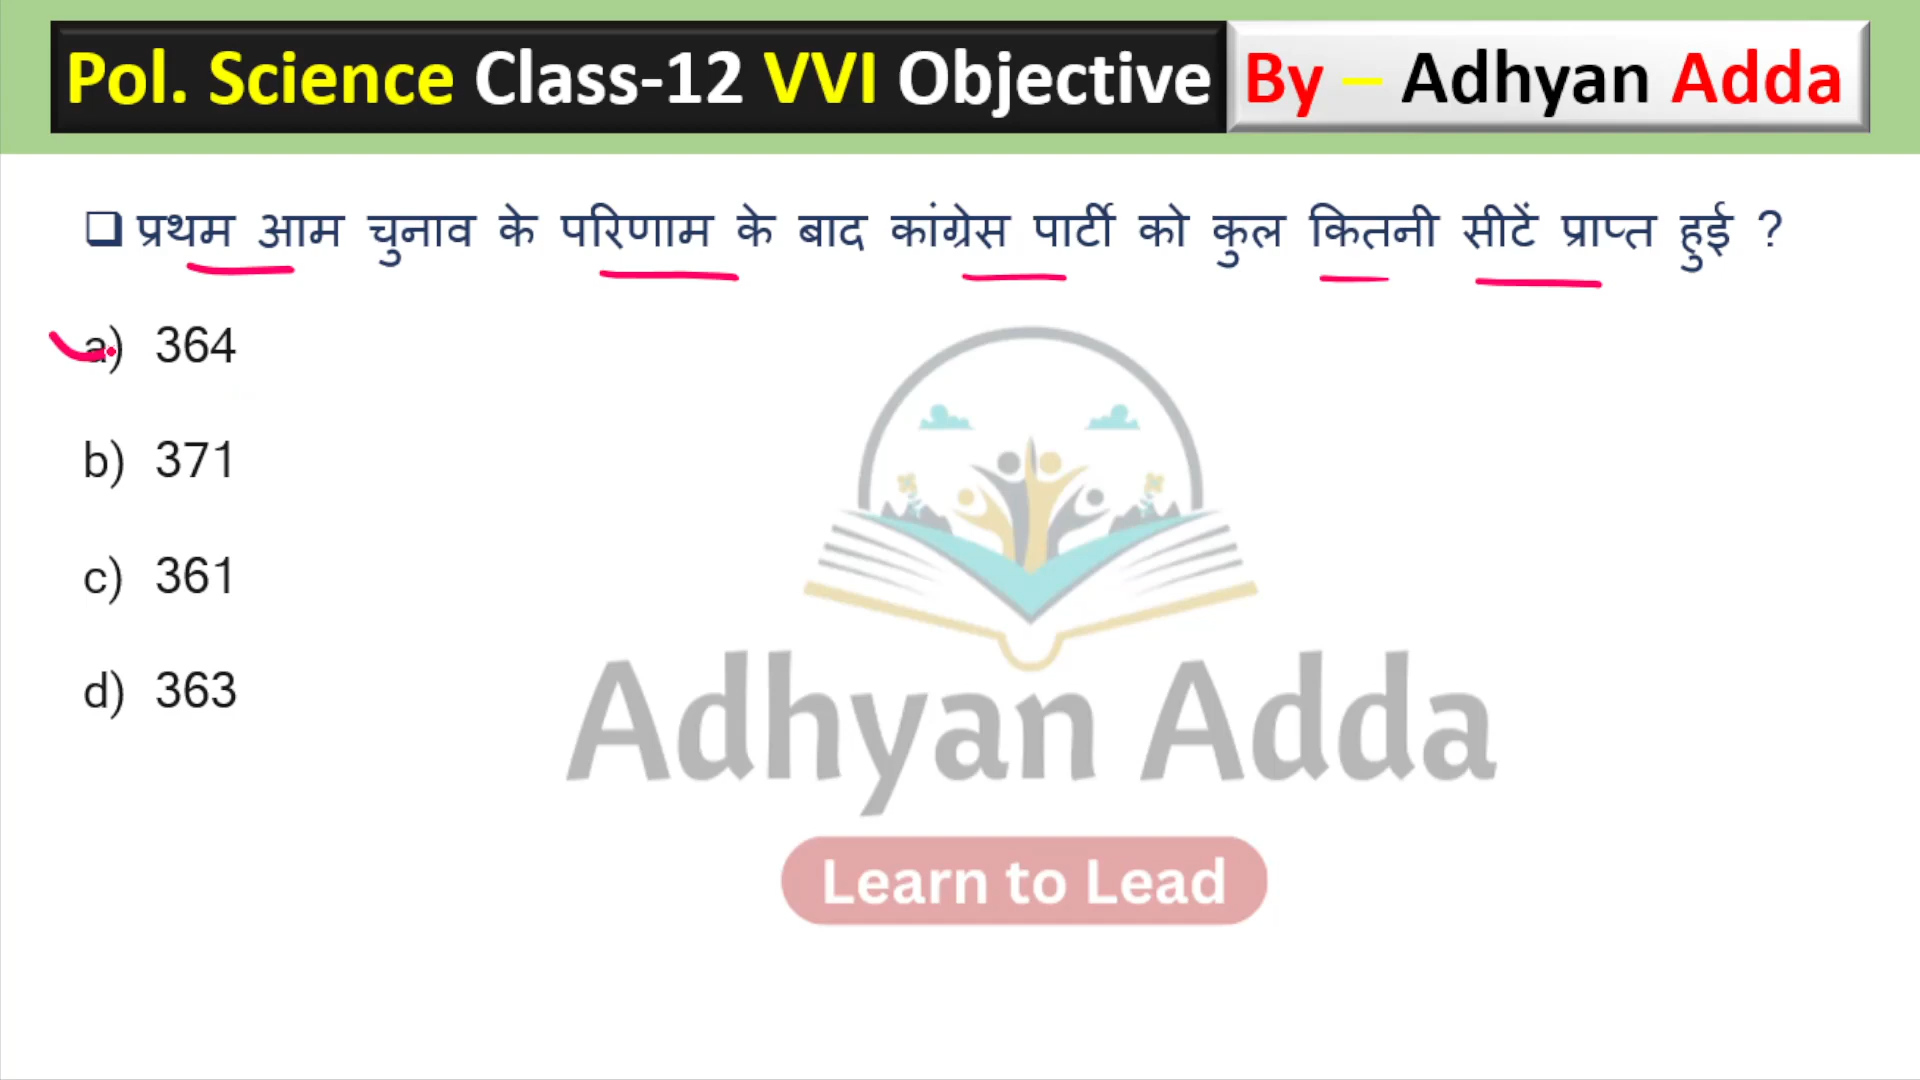 Pol. Science Class-12 VVI Objective By – Adhyan Adda
प्रथम आम चुनाव के परिणाम के बाद कांग्रेस पार्टी को कुल कितनी सीटें प्राप्त हुई ?
a) 364
b) 371
c) 361
d) 363
Adhyan Adda
Learn to Lead